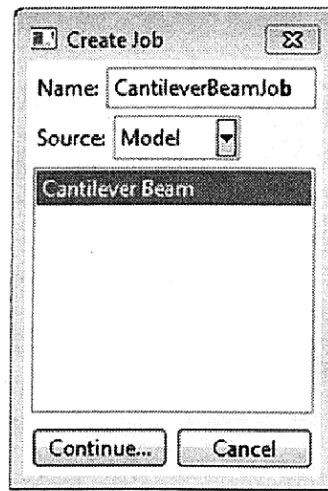 Create Job
Name: CantileverBeamJob
Source: Model
Cantilever Beam
Continue... Cancel